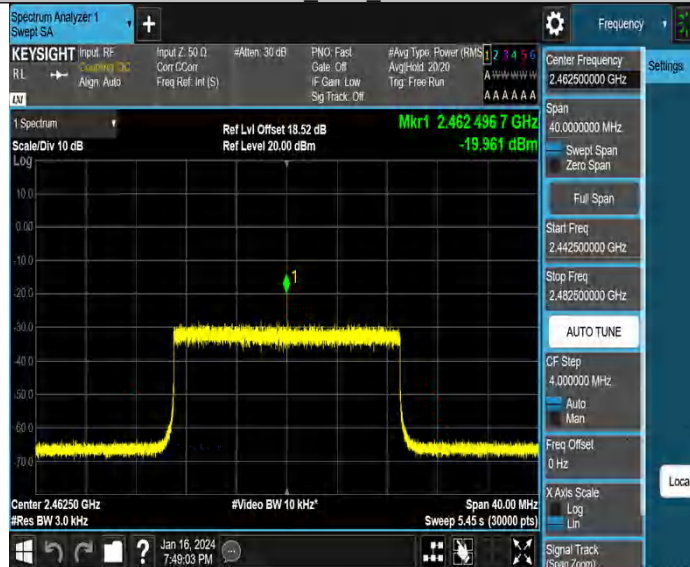 Spectrum Analyzer 1
Swept SA
Frequency
KEYSIGHT
RL
Input: RF
Coupling: DC
Align: Auto
Input Z: 50 Ω
Corr CCorr
Freq Ref: Int (S)
#Atten: 30 dB
PNO: Fast
Gate: Off
IF Gain: Low
Sig Track: Off
#Avg Type: Power (RMS
Avg|Hold: 20/20
Trig: Free Run
1 2 3 4 5 6
A W W W W W
A A A A A A
LXI
1 Spectrum
Scale/Div 10 dB
Ref Lvl Offset 18.52 dB
Ref Level 20.00 dBm
Mkr1 2.462 496 7 GHz
-19.961 dBm
Log
10.0
0.00
-10.0
-20.0
-30.0
-40.0
-50.0
-60.0
-70.0
1
Center 2.46250 GHz
#Res BW 3.0 kHz
#Video BW 10 kHz*
Span 40.00 MHz
Sweep 5.45 s (30000 pts)
Jan 16, 2024
7:49:03 PM
Center Frequency
2.462500000 GHz
Settings
Span
40.0000000 MHz
Swept Span
Zero Span
Full Span
Start Freq
2.442500000 GHz
Stop Freq
2.482500000 GHz
AUTO TUNE
CF Step
4.000000 MHz
Auto
Man
Freq Offset
0 Hz
X Axis Scale
Log
Lin
Local
Signal Track
(Span Zoom)